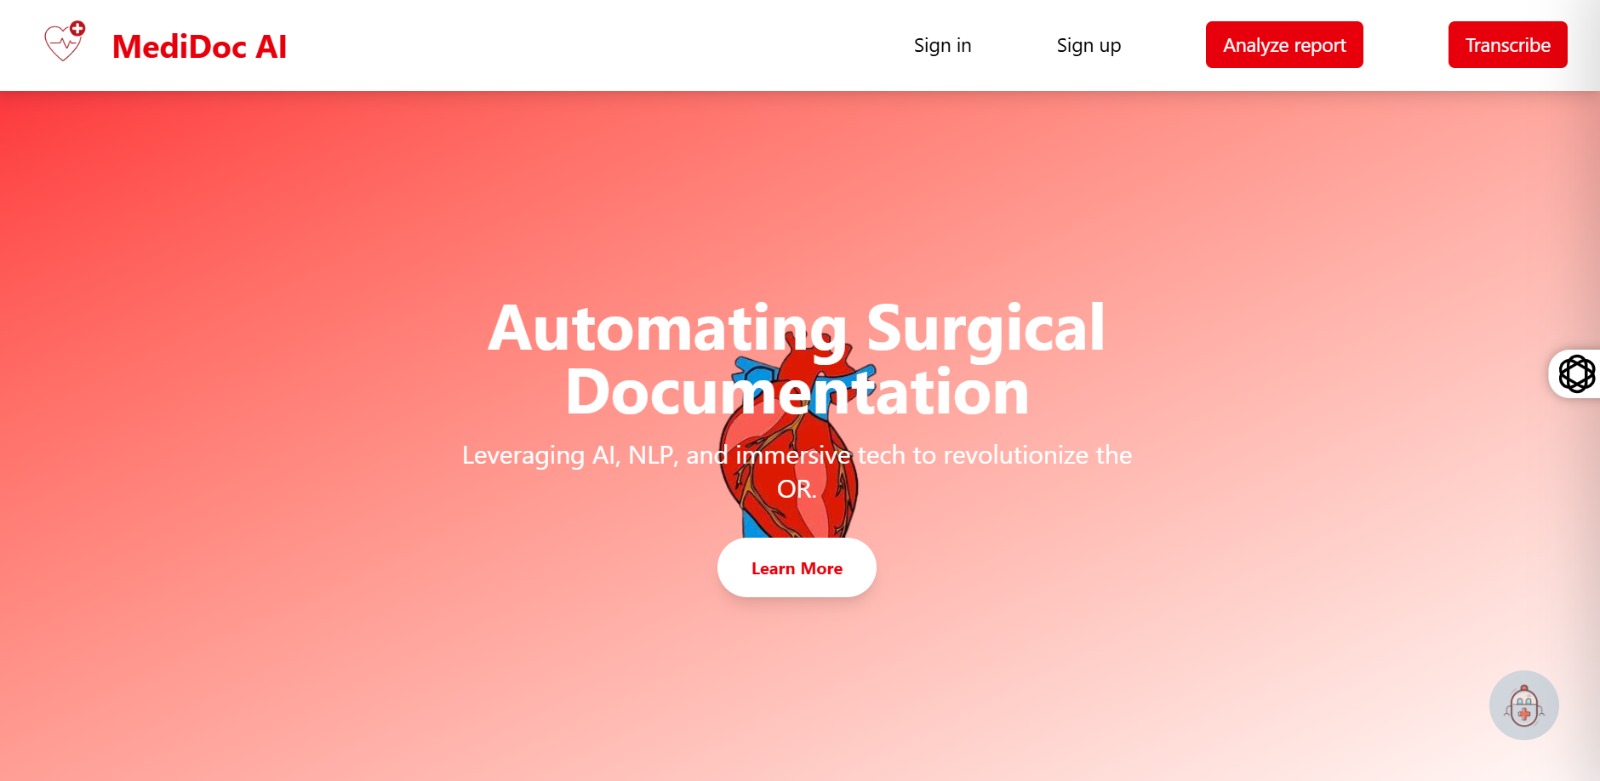 MediDoc AI
Sign in
Sign up
Analyze report
Transcribe
Automating Surgical
Documentation
Leveraging AI, NLP, and immersive tech to revolutionize the
OR.
Learn More